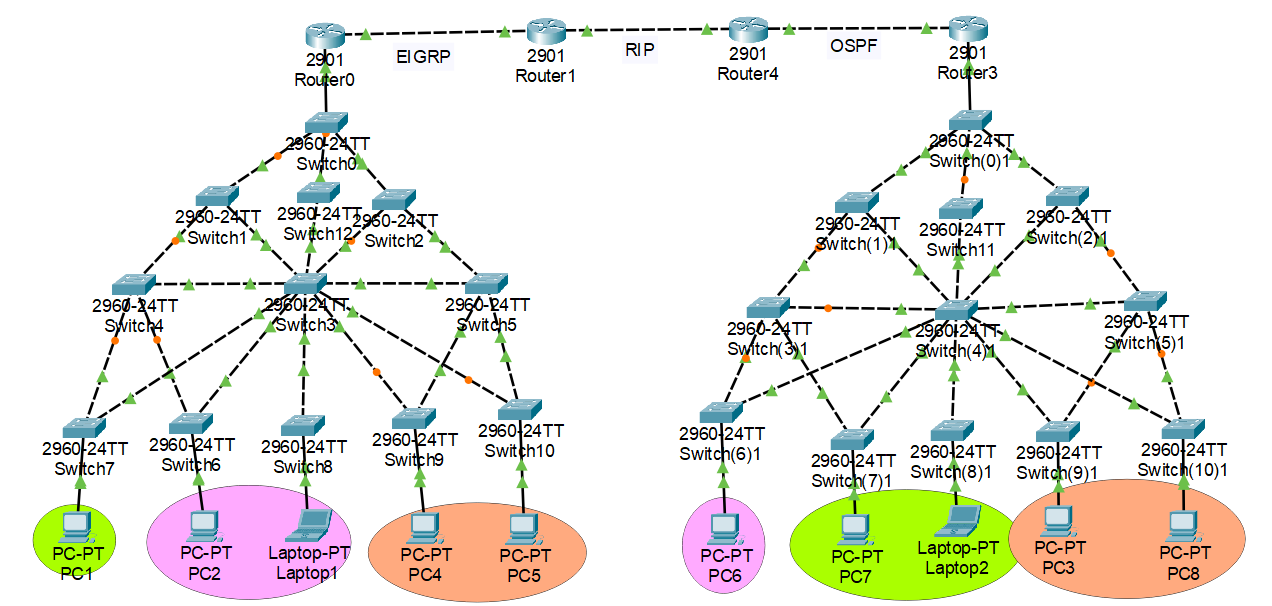 EIGRP
RIP
OSPF
2901
Router0
2901
Router1
2901
Router4
2901
Router3
2960-24TT
Switch0
2960-24TT
Switch(0)1
2960-24TT
Switch1
2960-24TT
Switch12
2960-24TT
Switch2
2960-24TT
Switch(1)1
2960-24TT
Switch11
2960-24TT
Switch(2)1
2960-24TT
Switch4
2960-24TT
Switch3
2960-24TT
Switch5
2960-24TT
Switch(3)1
2960-24TT
Switch(4)1
2960-24TT
Switch(5)1
2960-24TT
Switch7
2960-24TT
Switch6
2960-24TT
Switch8
2960-24TT
Switch9
2960-24TT
Switch10
2960-24TT
Switch(6)1
2960-24TT
Switch(7)1
2960-24TT
Switch(8)1
2960-24TT
Switch(9)1
2960-24TT
Switch(10)1
PC-PT
PC1
PC-PT
PC2
Laptop-PT
Laptop1
PC-PT
PC4
PC-PT
PC5
PC-PT
PC6
PC-PT
PC7
Laptop-PT
Laptop2
PC-PT
PC3
PC-PT
PC8